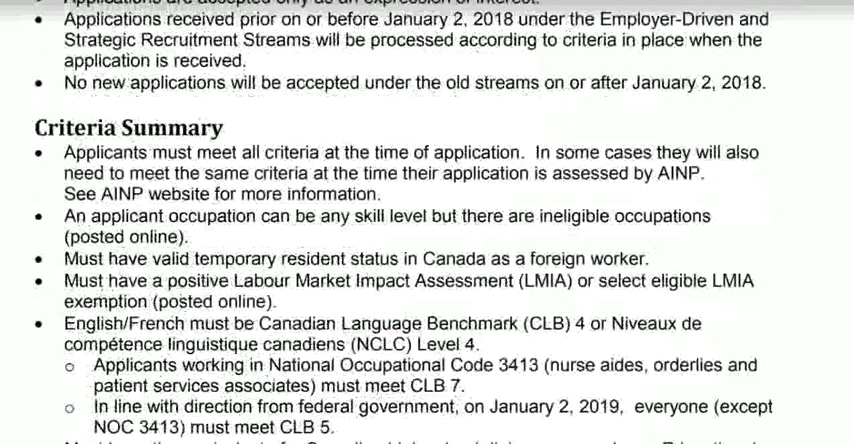 Applications are accepted only as an expression of interest.
• Applications received prior on or before January 2, 2018 under the Employer-Driven and
Strategic Recruitment Streams will be processed according to criteria in place when the
application is received.
• No new applications will be accepted under the old streams on or after January 2, 2018.
Criteria Summary
• Applicants must meet all criteria at the time of application. In some cases they will also
need to meet the same criteria at the time their application is assessed by AINP.
See AINP website for more information.
• An applicant occupation can be any skill level but there are ineligible occupations
(posted online).
• Must have valid temporary resident status in Canada as a foreign worker.
• Must have a positive Labour Market Impact Assessment (LMIA) or select eligible LMIA
exemption (posted online).
• English/French must be Canadian Language Benchmark (CLB) 4 or Niveaux de
compétence linguistique canadiens (NCLC) Level 4.
o Applicants working in National Occupational Code 3413 (nurse aides, orderlies and
patient services associates) must meet CLB 7.
o In line with direction from federal government, on January 2, 2019, everyone (except
NOC 3413) must meet CLB 5.